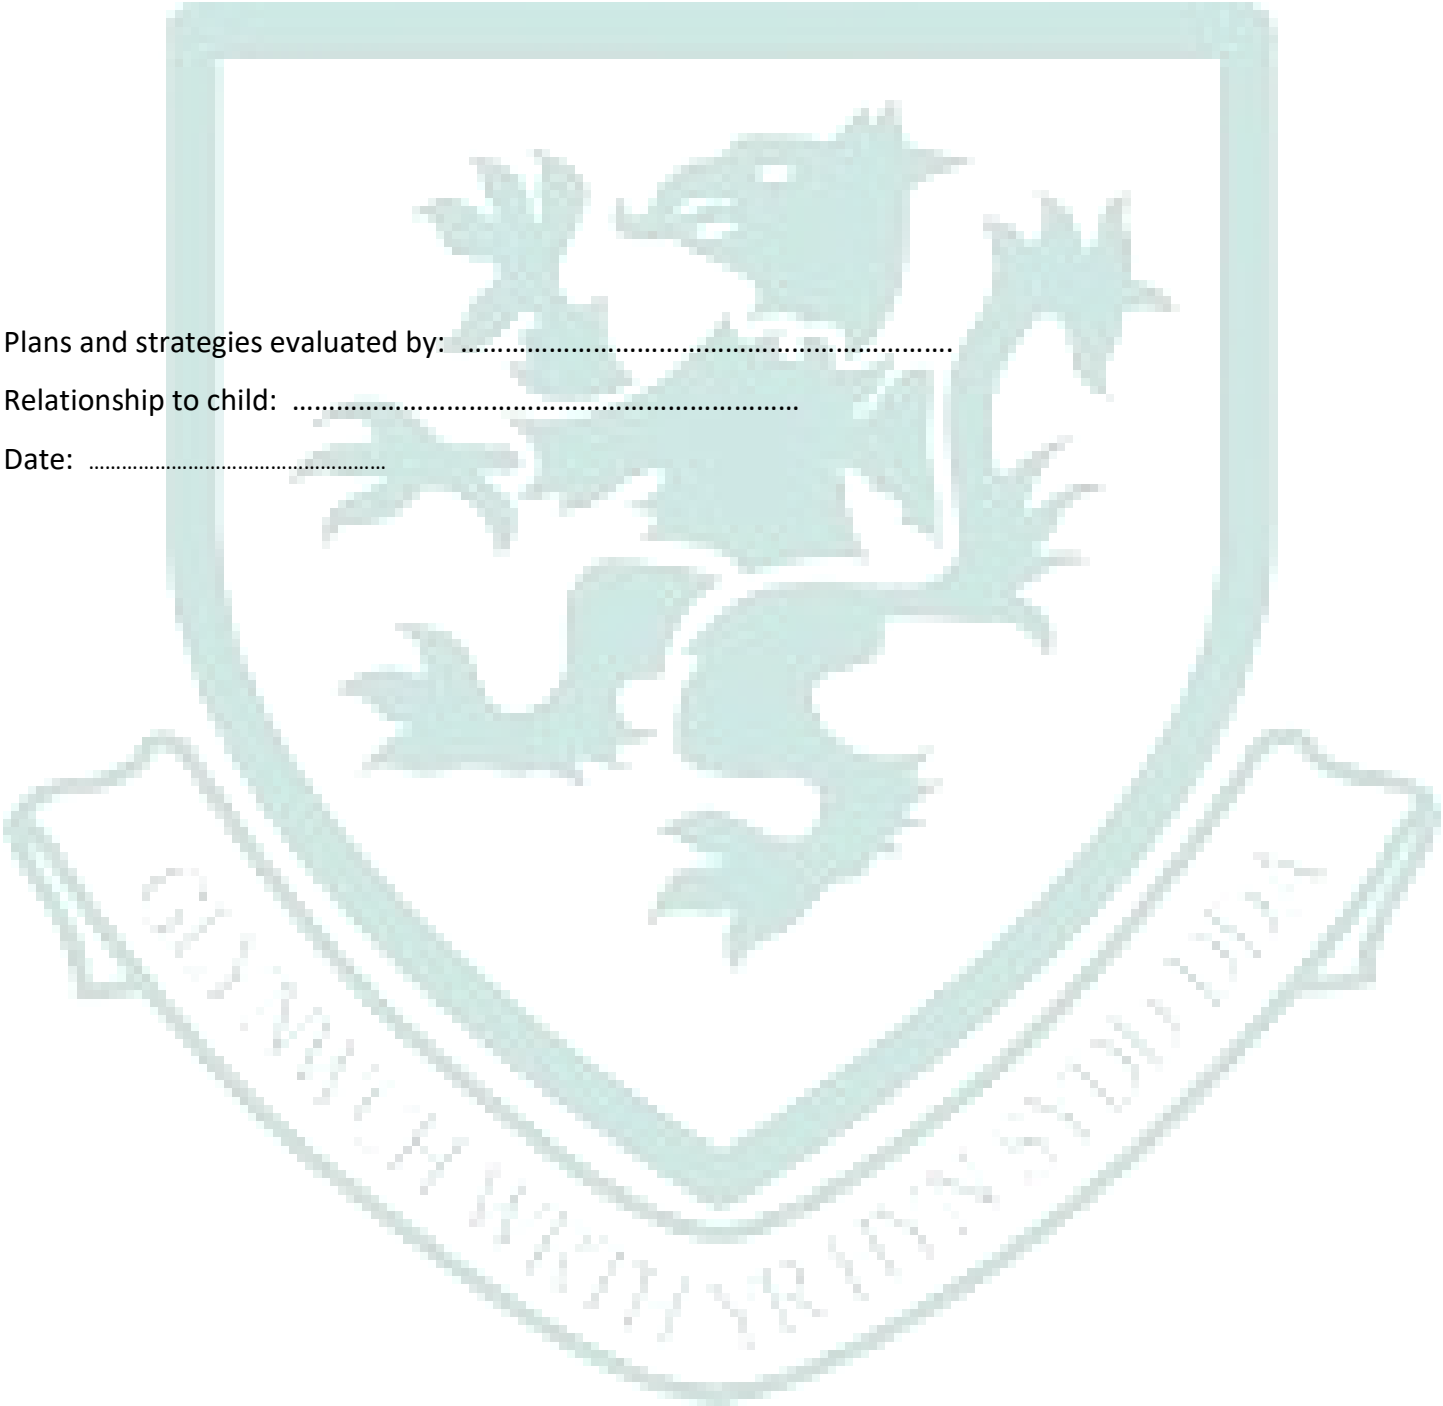 Plans and strategies evaluated by: ………………………………………………………….
Relationship to child: ……………………………………………………………
Date: ………………………………………………